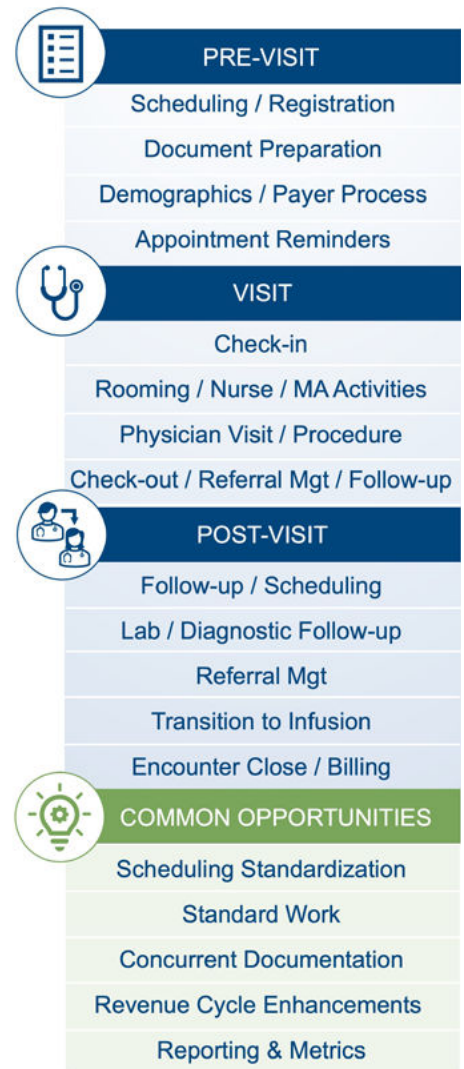 PRE-VISIT
Scheduling / Registration
Document Preparation
Demographics / Payer Process
Appointment Reminders
VISIT
Check-in
Rooming / Nurse / MA Activities
Physician Visit / Procedure
Check-out / Referral Mgt / Follow-up
POST-VISIT
Follow-up / Scheduling
Lab / Diagnostic Follow-up
Referral Mgt
Transition to Infusion
Encounter Close / Billing
COMMON OPPORTUNITIES
Scheduling Standardization
Standard Work
Concurrent Documentation
Revenue Cycle Enhancements
Reporting & Metrics